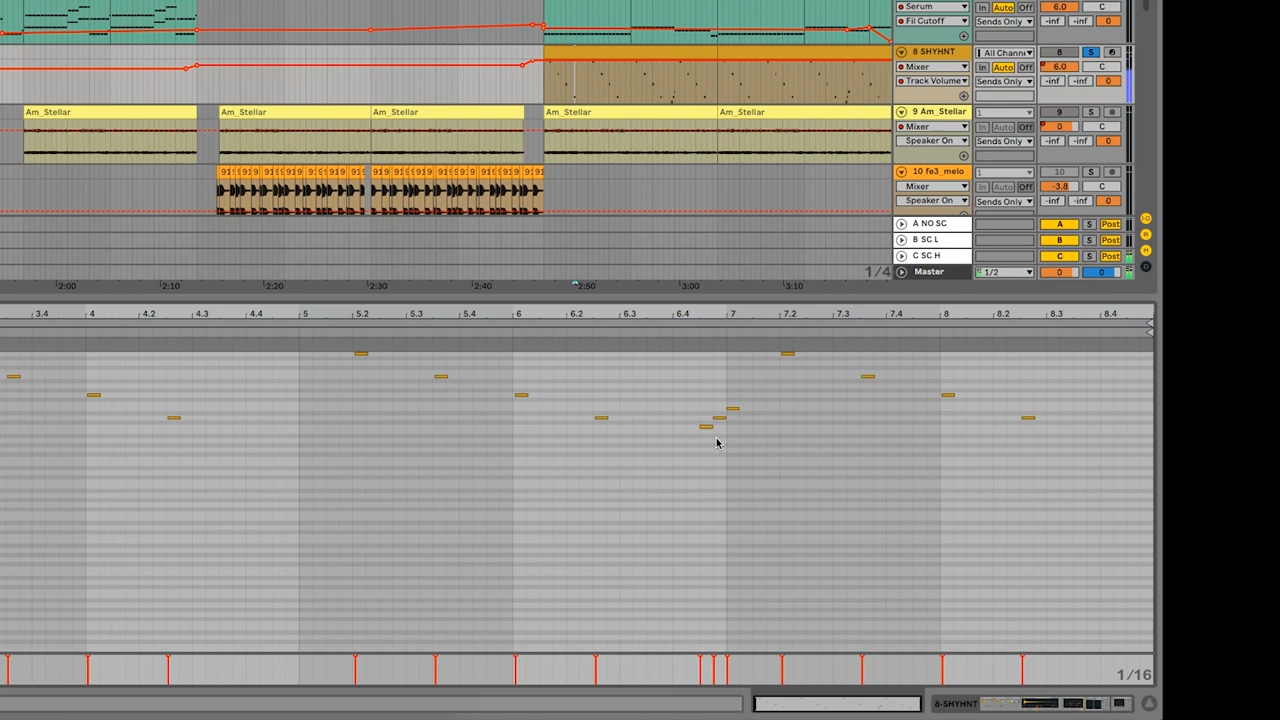 Serum In Auto Off 6.0 C
Fil Cutoff Sends Only -inf -inf 0
8 SHYHNT All Channe 8 S
Mixer In Auto Off 6.0 C
Track Volume Sends Only -inf -inf 0
Am_Stellar Am_Stellar Am_Stellar Am_Stellar Am_Stellar 9 Am_Stellar 1 9 S
Mixer In Auto Off 0 C
Speaker On Sends Only -inf -inf 0
10 fe3_melo 1 10 S
Mixer In Auto Off -3.8 C
Speaker On Sends Only -inf -inf 0
A NO SC A S Post
B SC L B S Post
C SC H C S Post
1/4 Master 1/2 0 0
2:00 2:10 2:20 2:30 2:40 2:50 3:00 3:10
3.4 4 4.2 4.3 4.4 5 5.2 5.3 5.4 6 6.2 6.3 6.4 7 7.2 7.3 7.4 8 8.2 8.3 8.4
1/16
8-SHYHNT